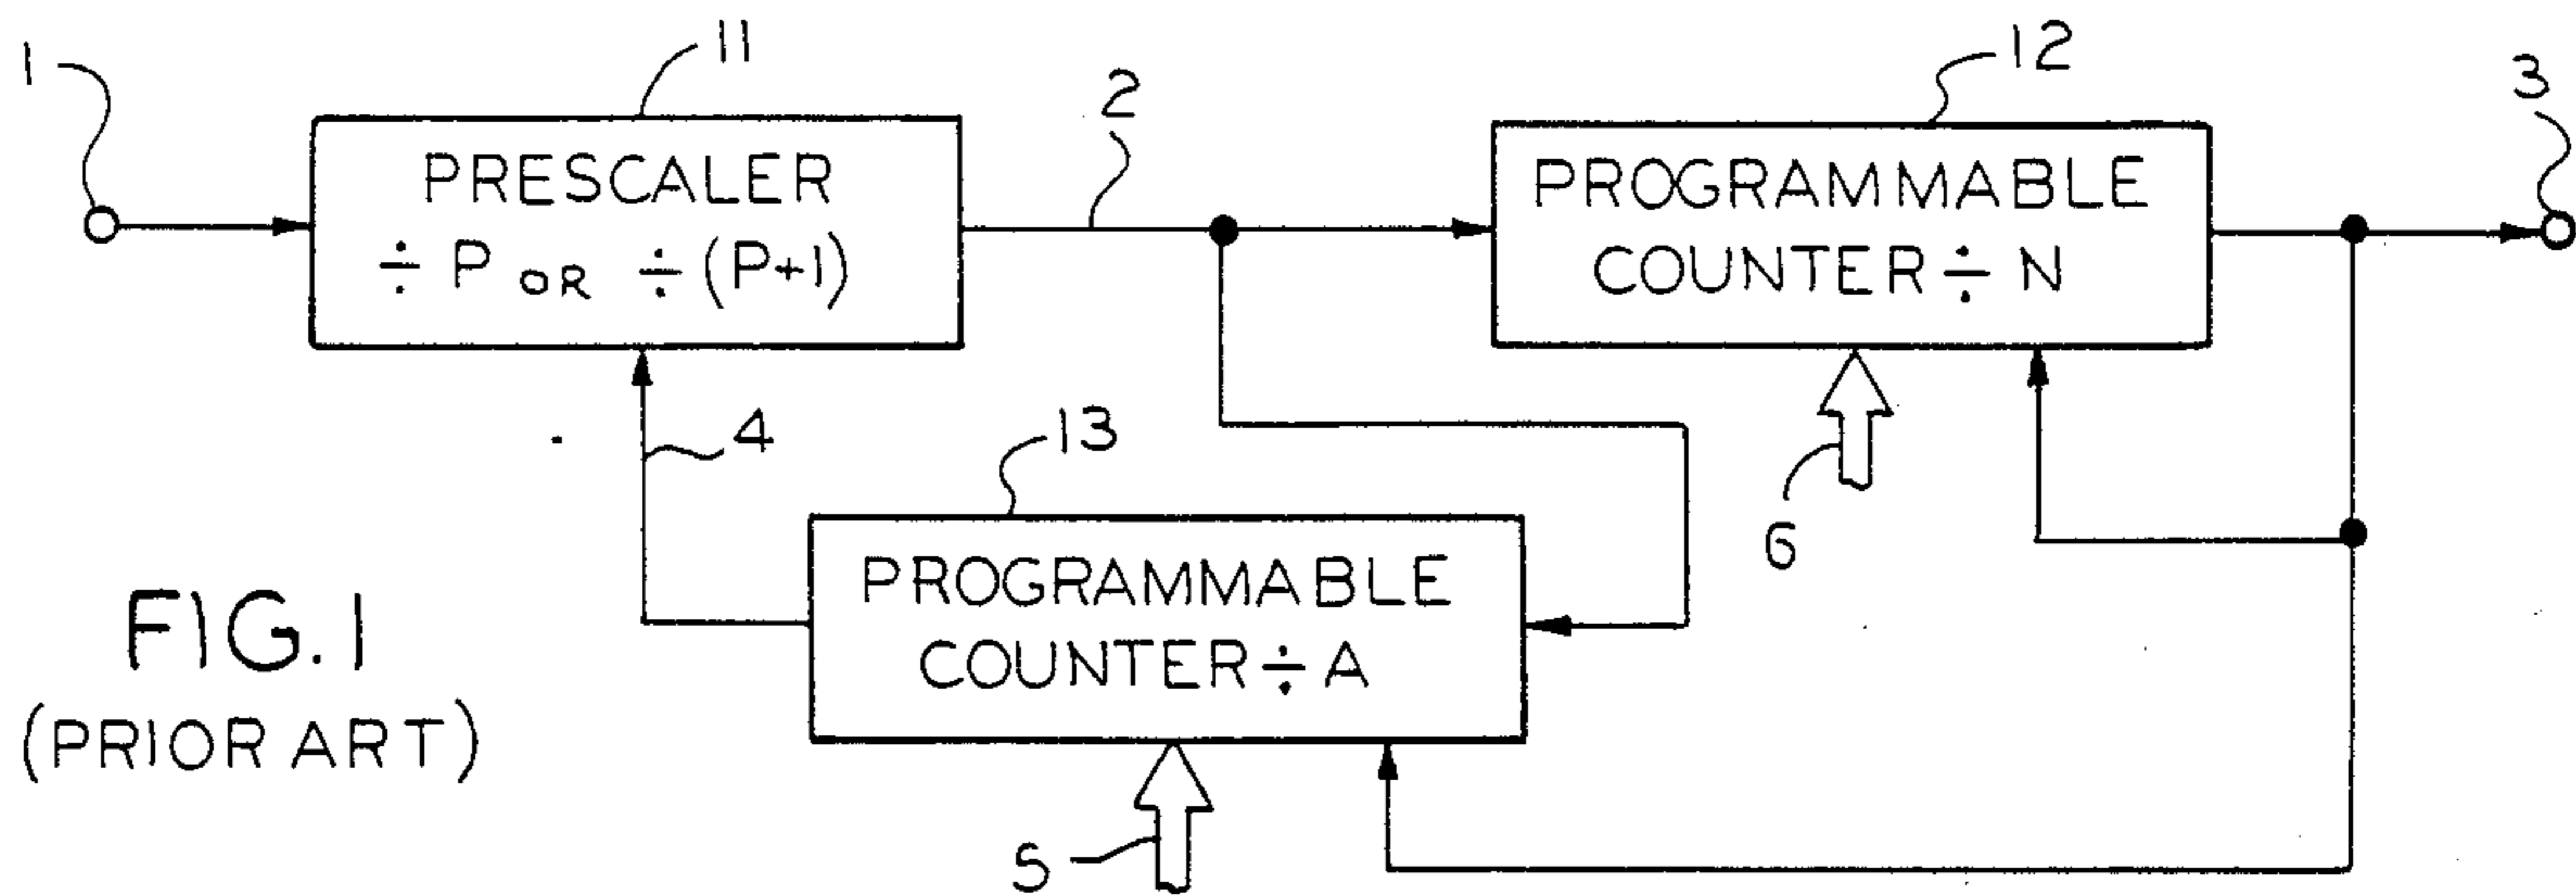 1
11
2
12
3
PRESCALER
÷ P OR ÷ (P+1)
PROGRAMMABLE
COUNTER ÷ N
4
13
6
PROGRAMMABLE
COUNTER ÷ A
5
FIG. 1
(PRIOR ART)